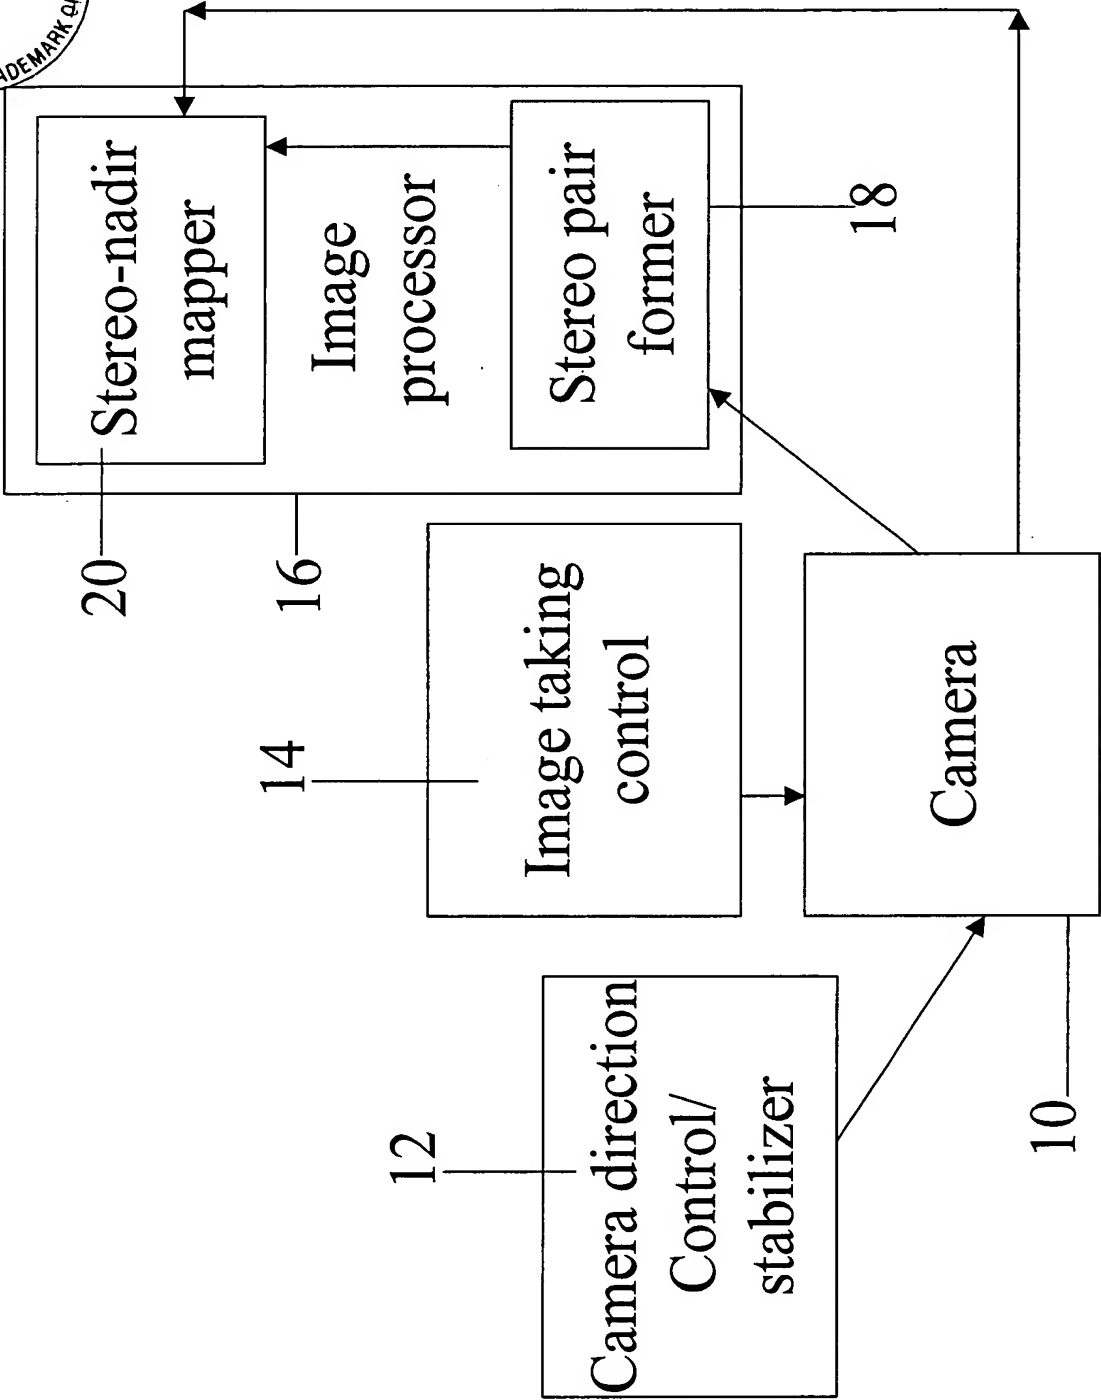 20
Stereo-nadir
mapper
16
Image
processor
Stereo pair
former
18
14
Image taking
control
12
Camera direction
Control/
stabilizer
Camera
10